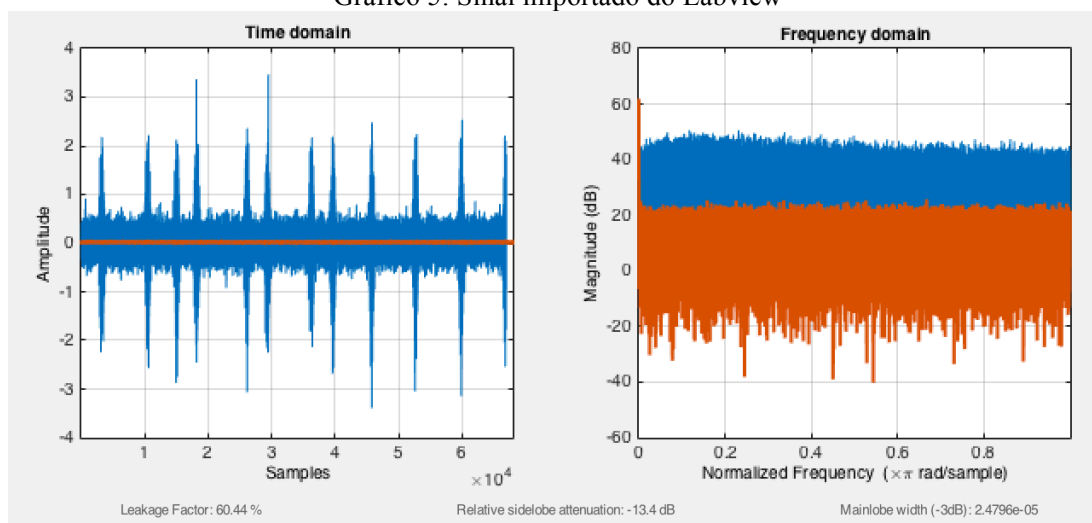 Gráfico 5: Sinal importado do Labview
Time domain
Amplitude
4
3
2
1
0
-1
-2
-3
-4
1
2
3
4
5
6
Samples
×10^4
Frequency domain
Magnitude (dB)
80
60
40
20
0
-20
-40
-60
0
0.2
0.4
0.6
0.8
Normalized Frequency (×π rad/sample)
Leakage Factor: 60.44 %
Relative sidelobe attenuation: -13.4 dB
Mainlobe width (-3dB): 2.4796e-05